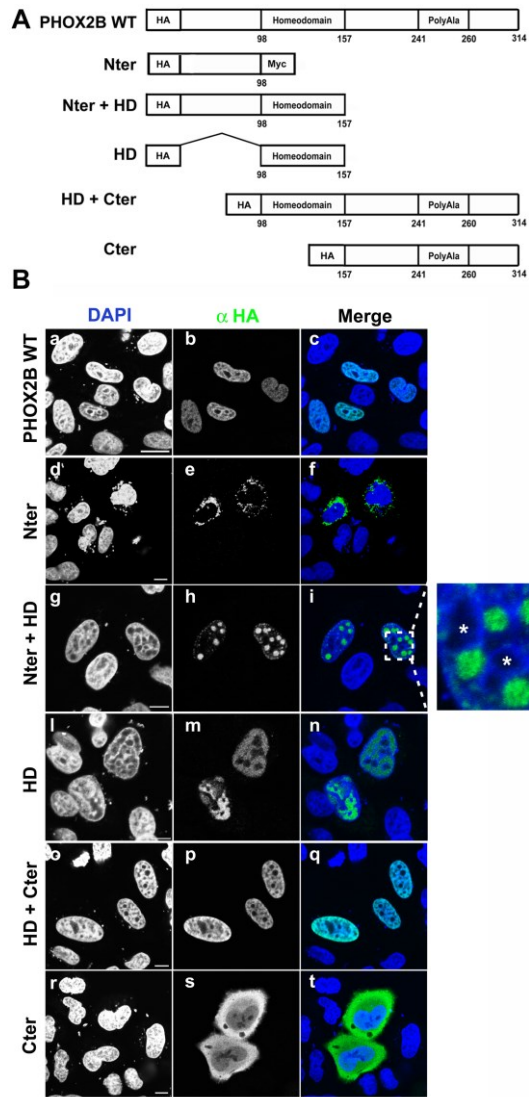 A
PHOX2B WT HA Homeodomain PolyAla
98 157 241 260 314
Nter HA Myc
98
Nter + HD HA Homeodomain
98 157
HD HA Homeodomain
98 157
HD + Cter HA Homeodomain PolyAla
98 157 241 260 314
Cter HA PolyAla
157 241 260 314
B
DAPI α HA Merge
PHOX2B WT a b c
Nter d e f
Nter + HD g h i * *
HD l m n
HD + Cter o p q
Cter r s t